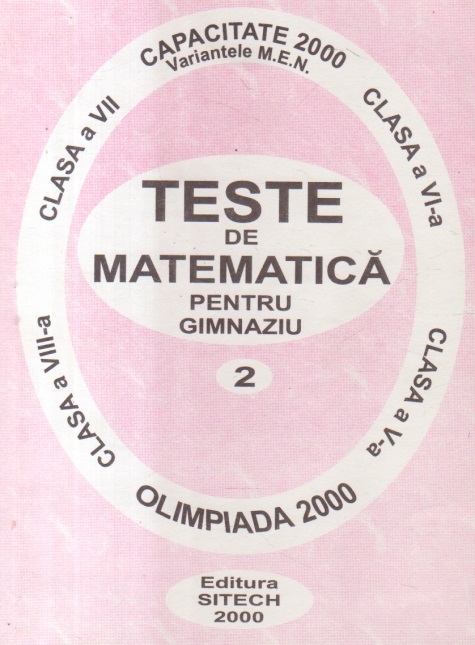 CAPACITATE 2000
Variantele M.E.N.
CLASA a VII
CLASA a VI-a
TESTE
DE
MATEMATICĂ
PENTRU
GIMNAZIU
2
CLASA a VIII-a
CLASA a V-a
OLIMPIADA 2000
Editura
SITECH
2000